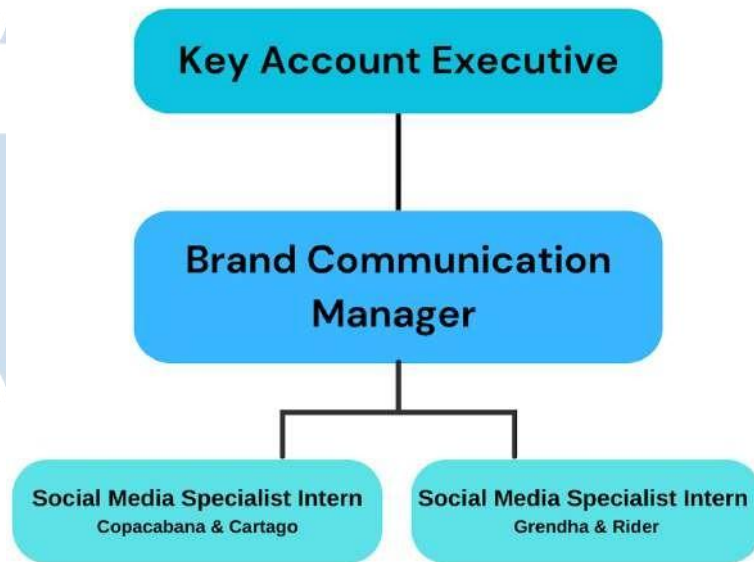 Key Account Executive
Brand Communication
Manager
Social Media Specialist Intern
Copacabana & Cartago
Social Media Specialist Intern
Grendha & Rider